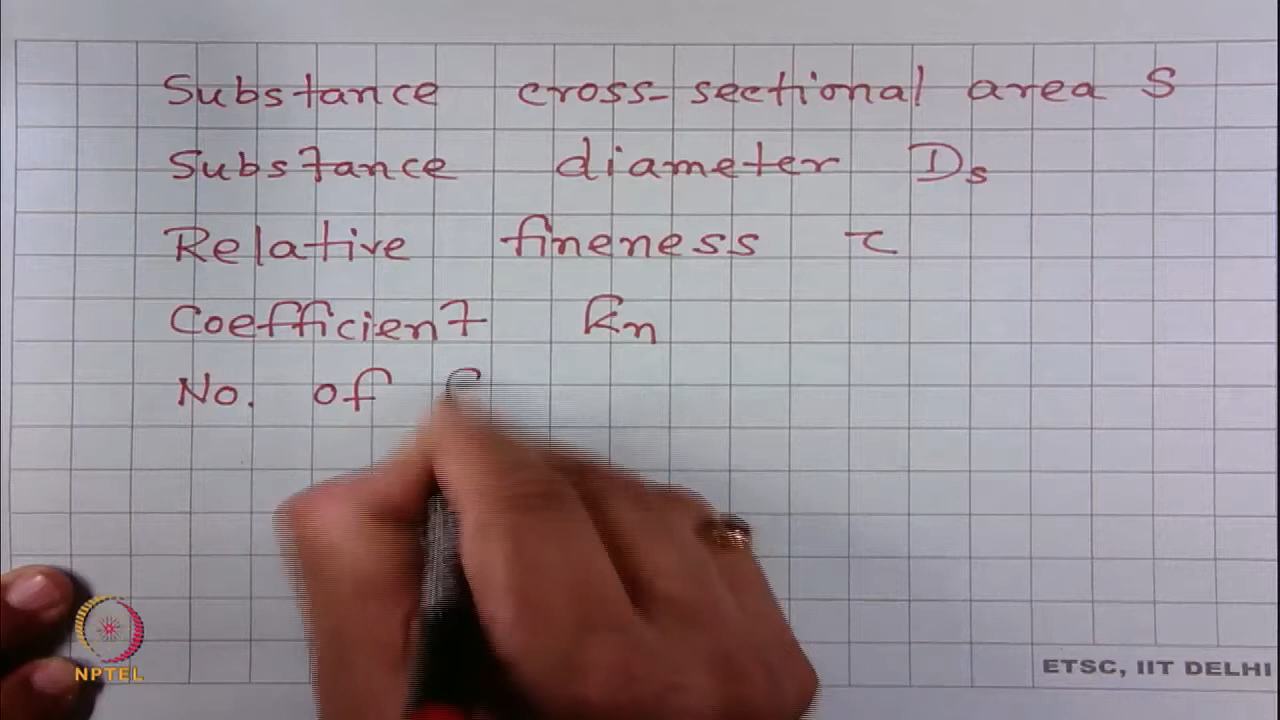 Substance cross-sectional area S
Substance diameter Ds
Relative fineness τ
Coefficient kn
No. of
NPTEL
ETSC, IIT DELHI